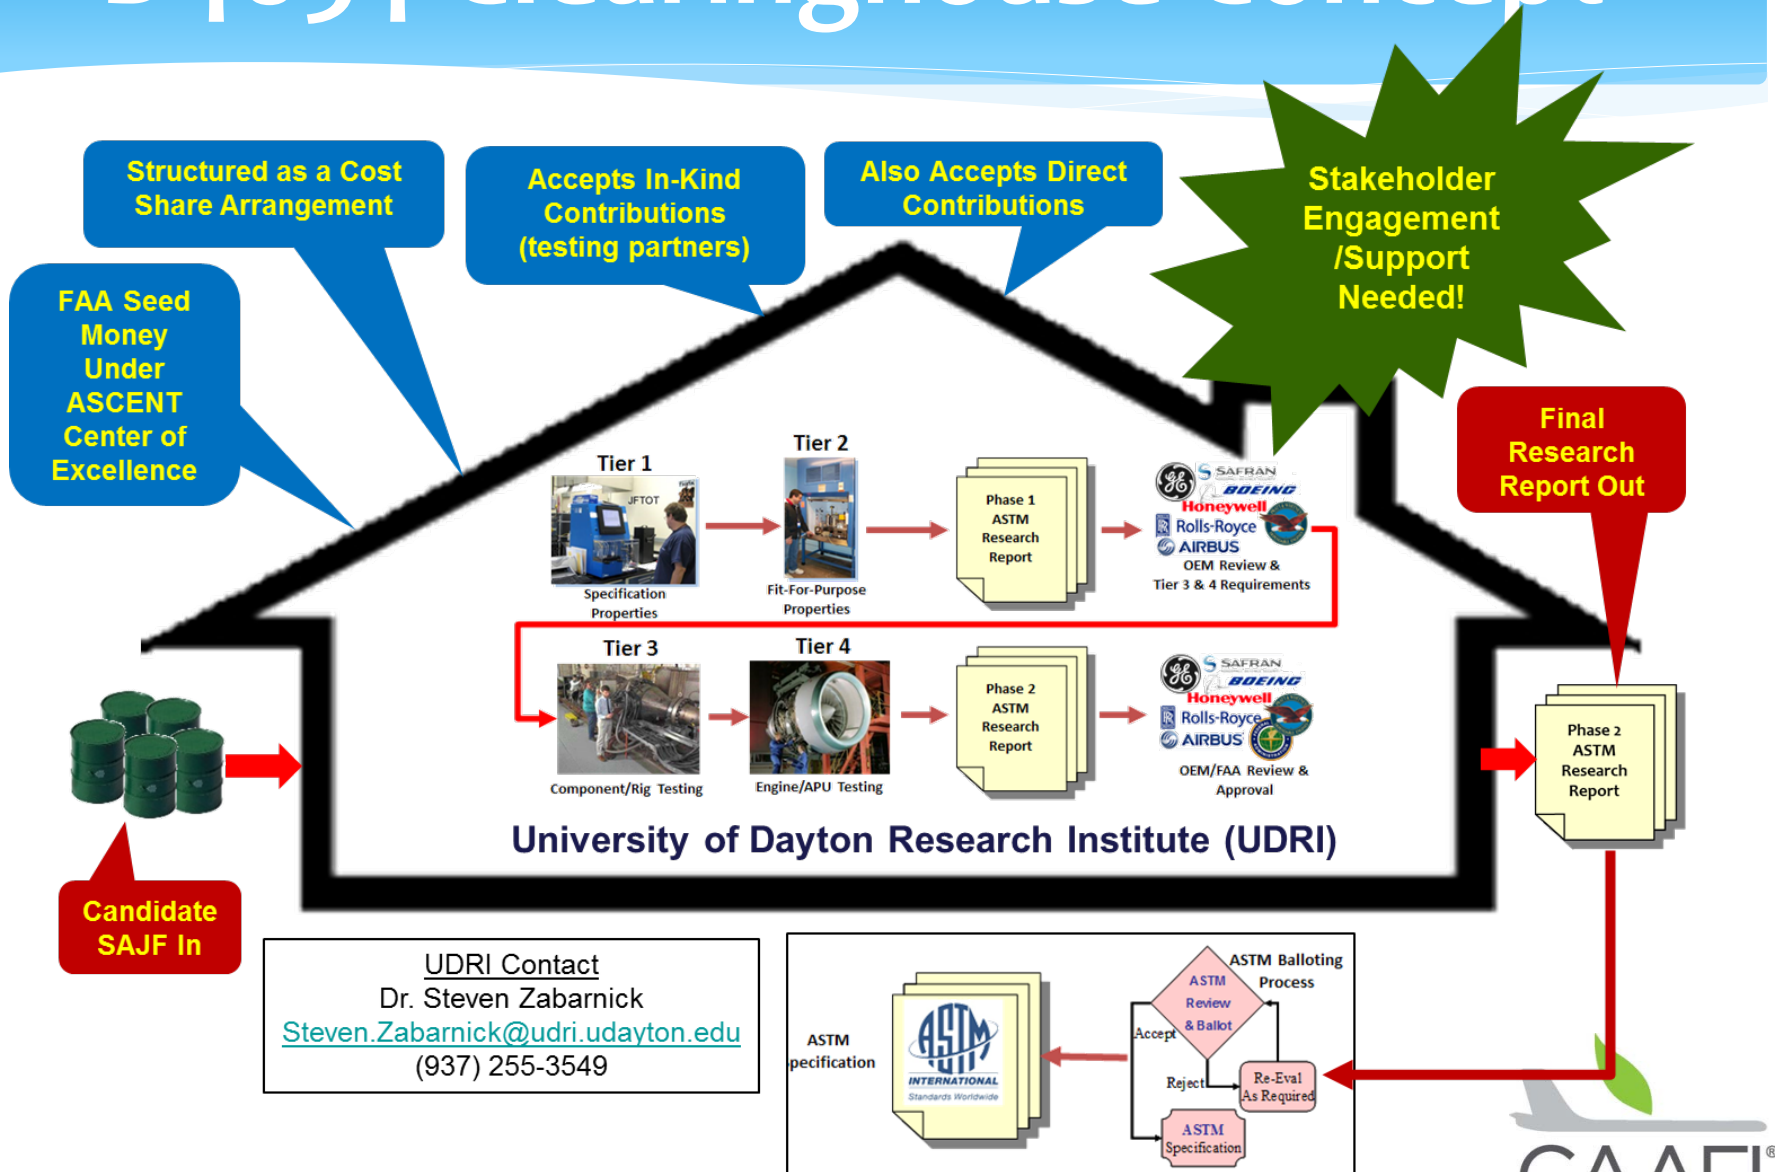 Clearinghouse Concept
Structured as a Cost
Share Arrangement
Accepts In-Kind
Contributions
(testing partners)
Also Accepts Direct
Contributions
Stakeholder
Engagement
/Support
Needed!
FAA Seed
Money
Under
ASCENT
Center of
Excellence
Final
Research
Report Out
Tier 1
JFTOT
Specification
Properties
Tier 2
Fit-For-Purpose
Properties
Phase 1
ASTM
Research
Report
GE
SAFRAN
BOEING
Honeywell
Rolls-Royce
AIRBUS
OEM Review &
Tier 3 & 4 Requirements
Tier 3
Component/Rig Testing
Tier 4
Engine/APU Testing
Phase 2
ASTM
Research
Report
GE
SAFRAN
BOEING
Honeywell
Rolls-Royce
AIRBUS
OEM/FAA Review &
Approval
Phase 2
ASTM
Research
Report
University of Dayton Research Institute (UDRI)
Candidate
SAJF In
UDRI Contact
Dr. Steven Zabarnick
Steven.Zabarnick@udri.udayton.edu
(937) 255-3549
ASTM
pecification
ASTM
INTERNATIONAL
Standards Worldwide
ASTM Balloting
Process
ASTM
Review
& Ballot
Accept
Reject
Re-Eval
As Required
ASTM
Specification
CAAFI®